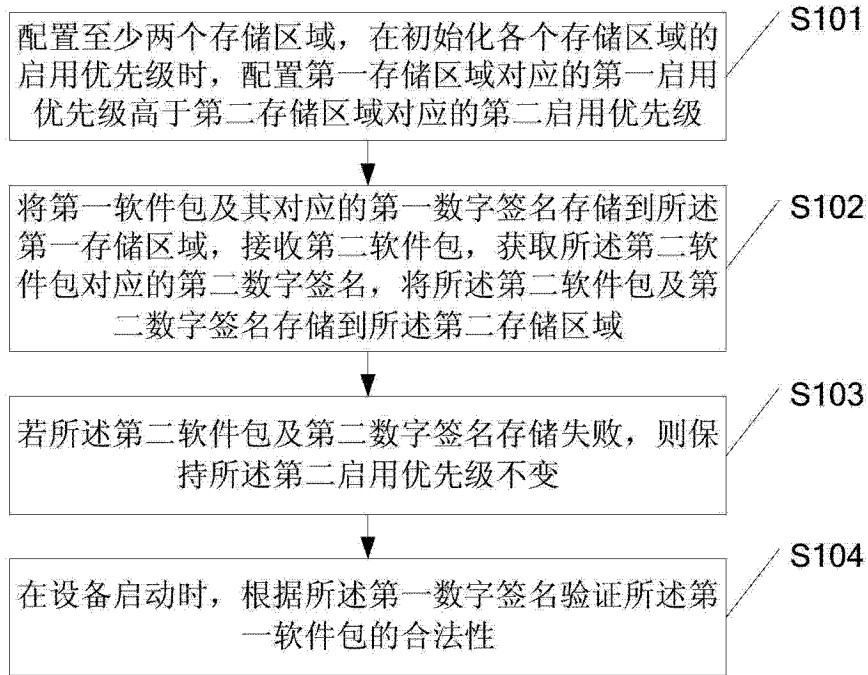 S101
配置至少两个存储区域，在初始化各个存储区域的
启用优先级时，配置第一存储区域对应的第一启用
优先级高于第二存储区域对应的第二启用优先级
S102
将第一软件包及其对应的第一数字签名存储到所述
第一存储区域，接收第二软件包，获取所述第二软
件包对应的第二数字签名，将所述第二软件包及第
二数字签名存储到所述第二存储区域
S103
若所述第二软件包及第二数字签名存储失败，则保
持所述第二启用优先级不变
S104
在设备启动时，根据所述第一数字签名验证所述第
一软件包的合法性